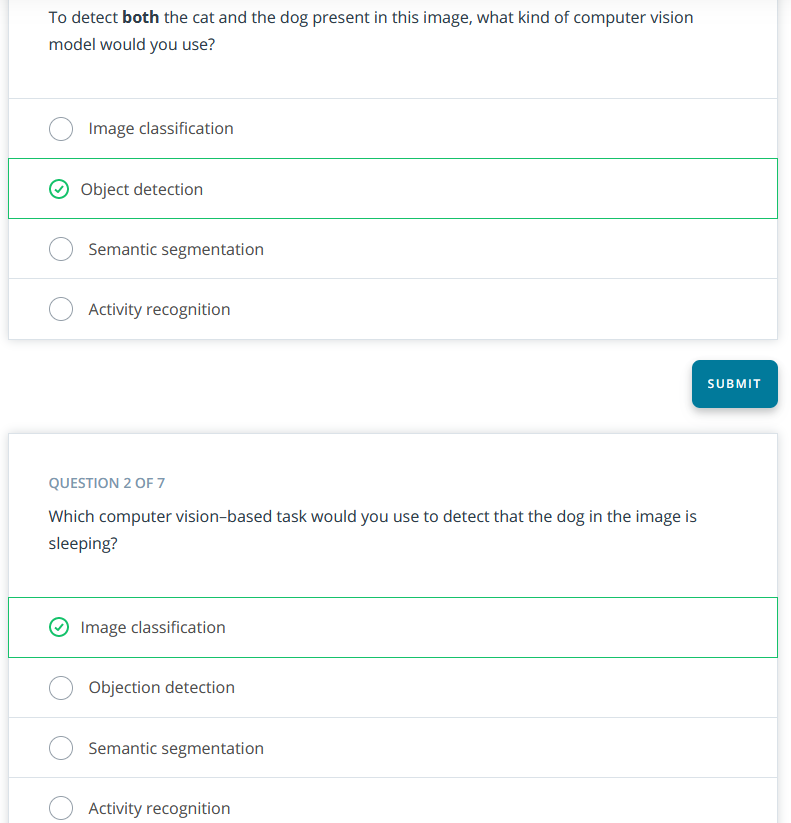 To detect both the cat and the dog present in this image, what kind of computer vision
model would you use?
Image classification
Object detection
Semantic segmentation
Activity recognition
SUBMIT
QUESTION 2 OF 7
Which computer vision–based task would you use to detect that the dog in the image is
sleeping?
Image classification
Objection detection
Semantic segmentation
Activity recognition